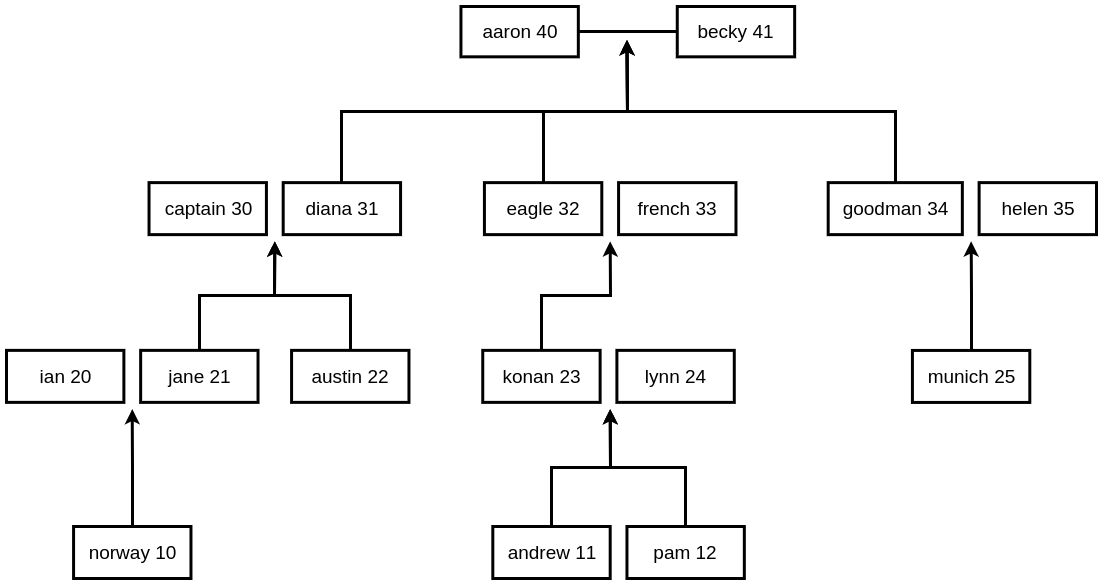 aaron 40
becky 41
captain 30
diana 31
eagle 32
french 33
goodman 34
helen 35
ian 20
jane 21
austin 22
konan 23
lynn 24
munich 25
norway 10
andrew 11
pam 12